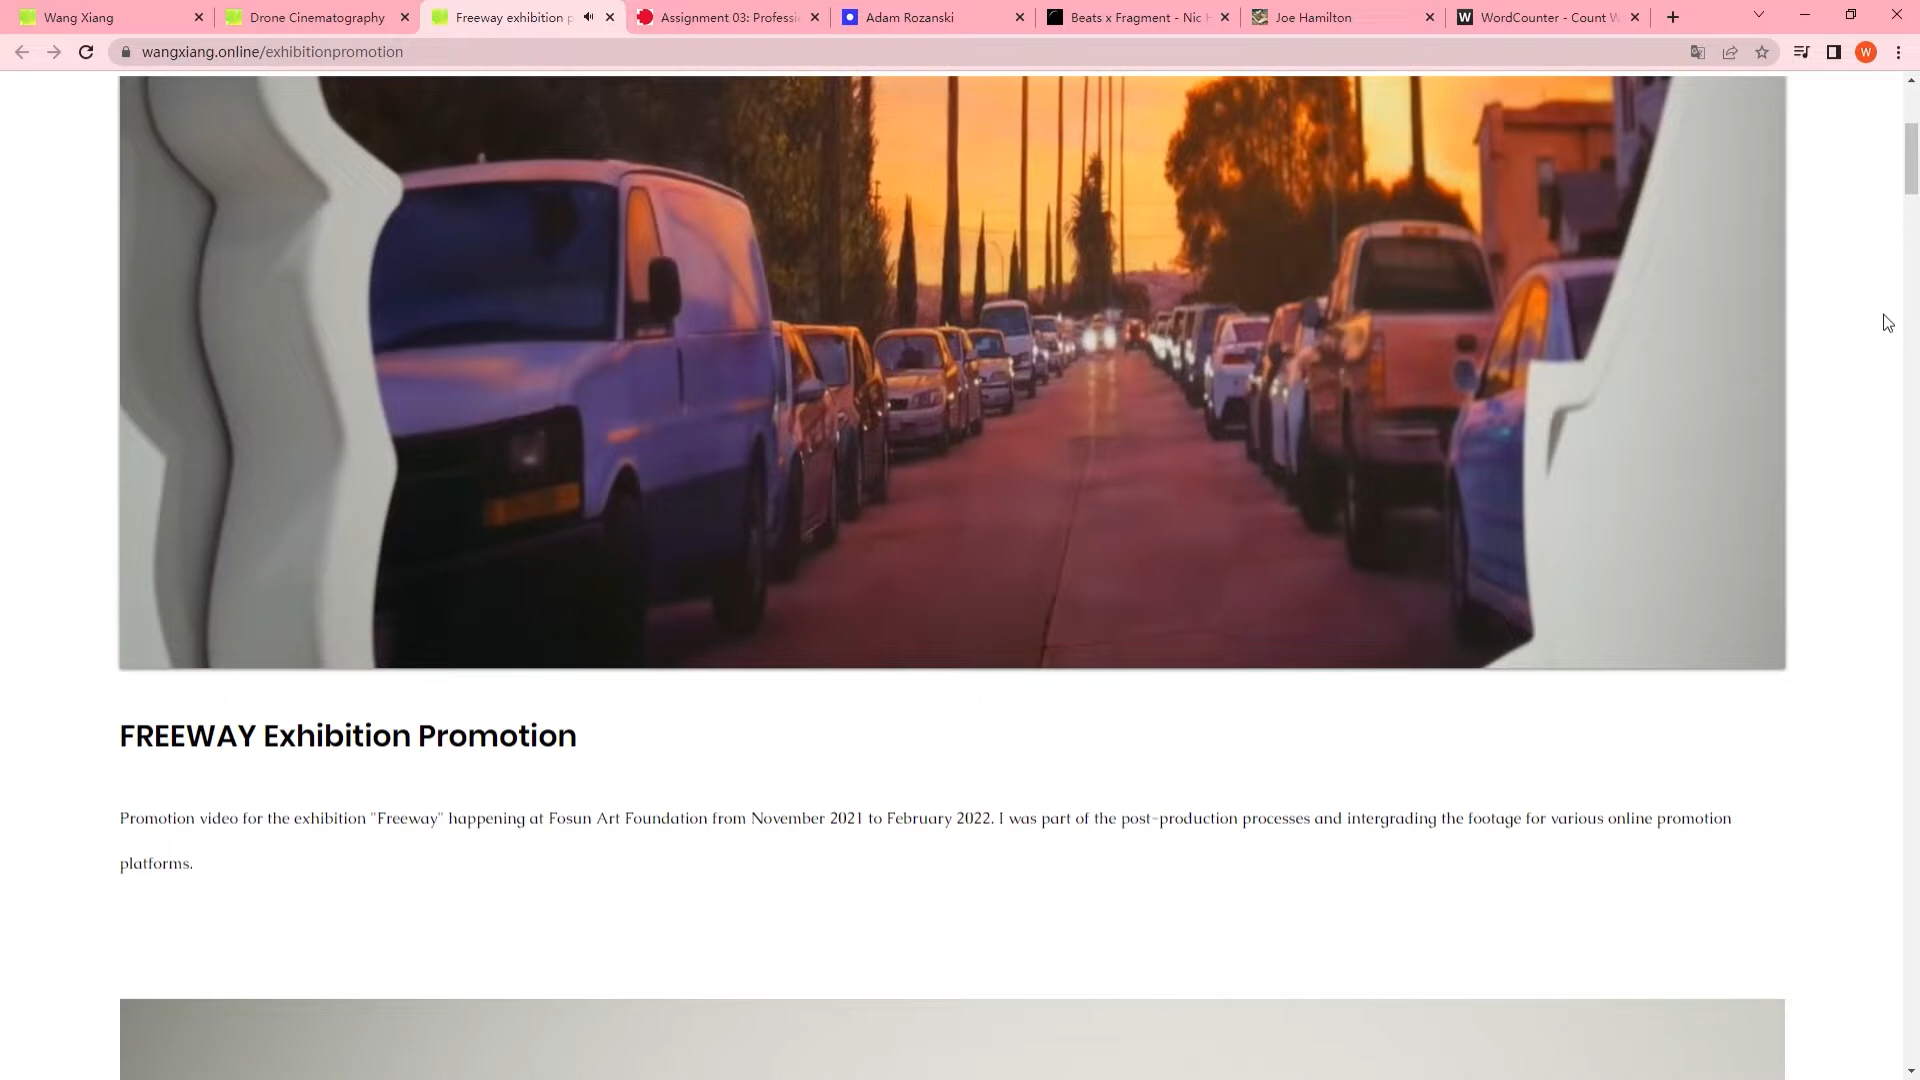 Wang Xiang
Drone Cinematography
Freeway exhibition p
Assignment 03: Professi
Adam Rozanski
Beats x Fragment - Nic H
Joe Hamilton
WordCounter - Count W
wangxiang.online/exhibitionpromotion
W
FREEWAY Exhibition Promotion
Promotion video for the exhibition "Freeway" happening at Fosun Art Foundation from November 2021 to February 2022. I was part of the post-production processes and intergrading the footage for various online promotion
platforms.